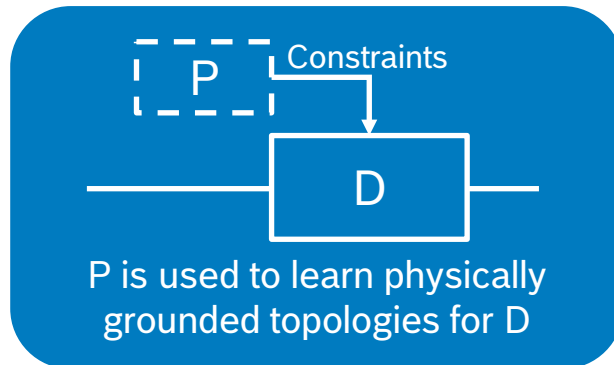 P
Constraints
D
P is used to learn physically
grounded topologies for D